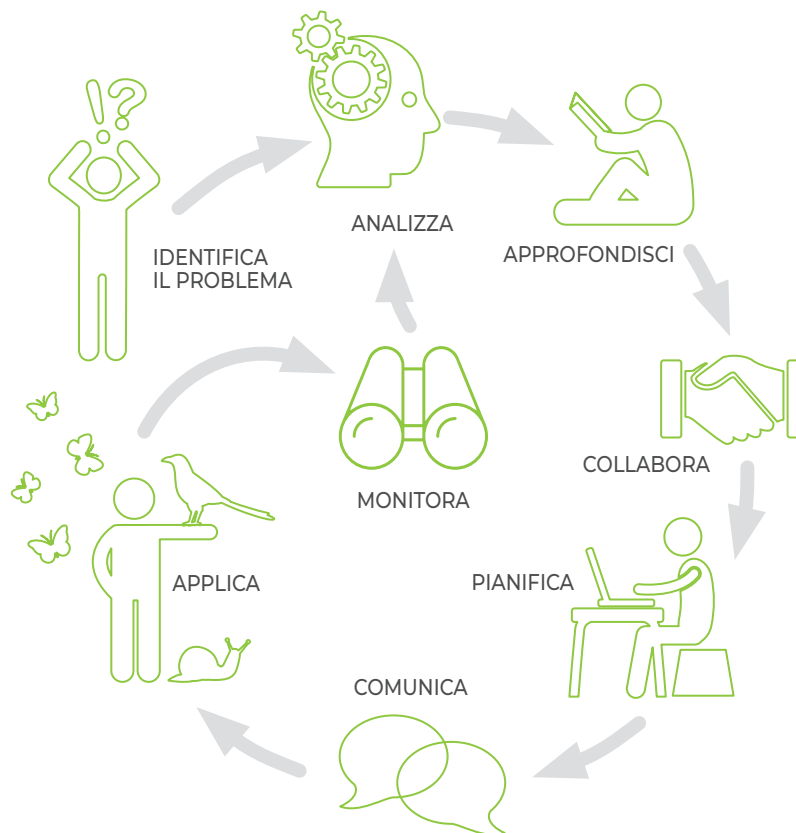 IDENTIFICA
IL PROBLEMA
ANALIZZA
APPROFONDISCI
COLLABORA
PIANIFICA
COMUNICA
APPLICA
MONITORA